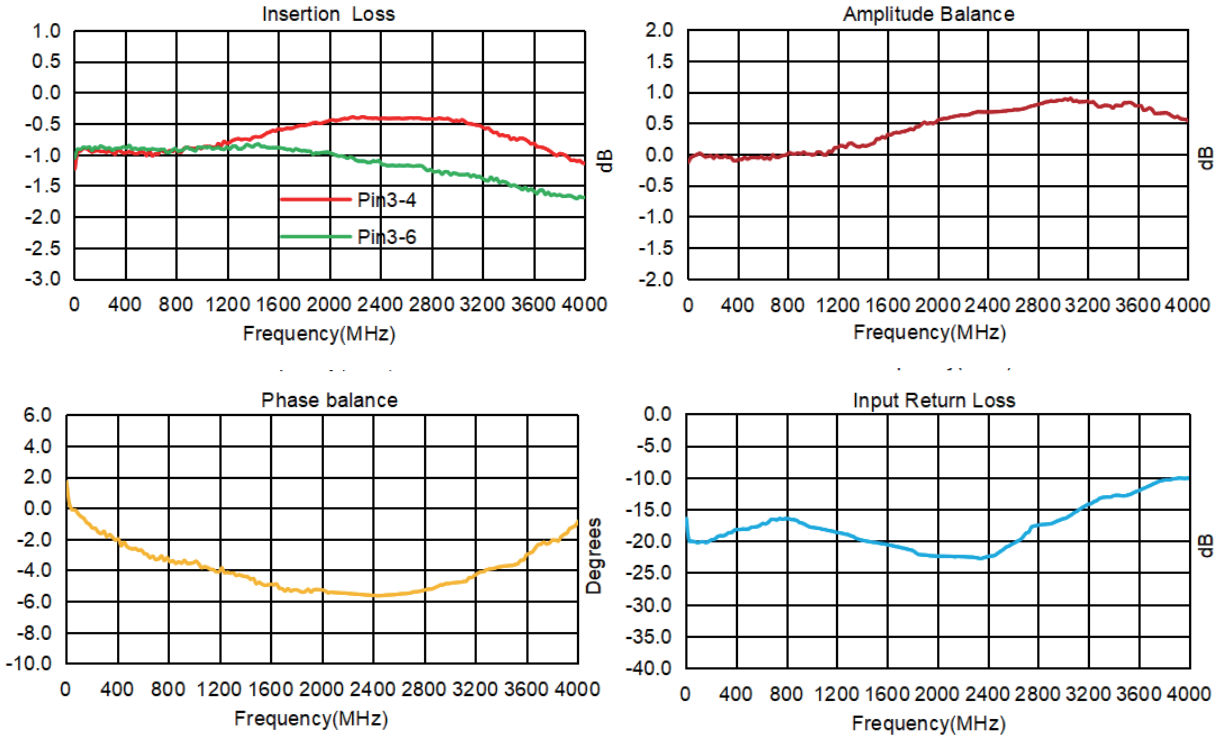 Insertion Loss
1.0
0.5
0.0
-0.5
-1.0
-1.5
-2.0
-2.5
-3.0
dB
Pin3-4
Pin3-6
0 400 800 1200 1600 2000 2400 2800 3200 3600 4000
Frequency(MHz)
Amplitude Balance
2.0
1.5
1.0
0.5
0.0
-0.5
-1.0
-1.5
-2.0
dB
0 400 800 1200 1600 2000 2400 2800 3200 3600 4000
Frequency(MHz)
Phase balance
6.0
4.0
2.0
0.0
-2.0
-4.0
-6.0
-8.0
-10.0
Degrees
0 400 800 1200 1600 2000 2400 2800 3200 3600 4000
Frequency(MHz)
Input Return Loss
0.0
-5.0
-10.0
-15.0
-20.0
-25.0
-30.0
-35.0
-40.0
dB
0 400 800 1200 1600 2000 2400 2800 3200 3600 4000
Frequency(MHz)